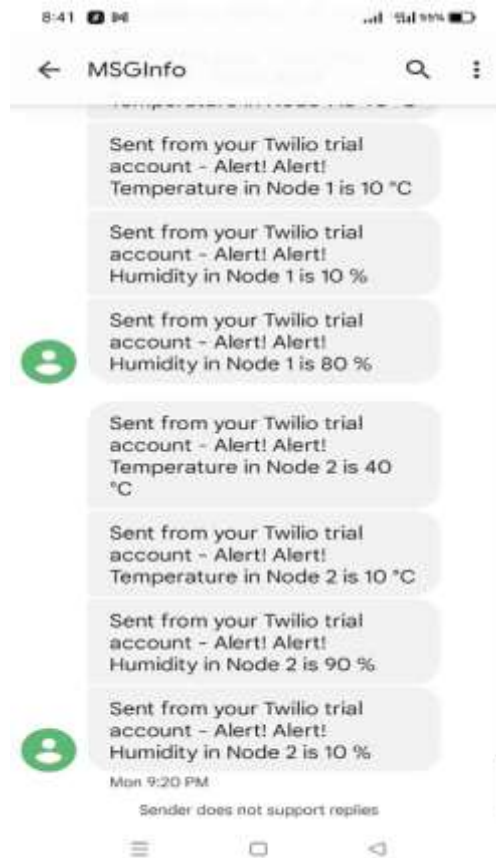 8:41
MSGInfo
Sent from your Twilio trial
account - Alert! Alert!
Temperature in Node 1 is 10 °C
Sent from your Twilio trial
account - Alert! Alert!
Humidity in Node 1 is 10 %
Sent from your Twilio trial
account - Alert! Alert!
Humidity in Node 1 is 80 %
Sent from your Twilio trial
account - Alert! Alert!
Temperature in Node 2 is 40
°C
Sent from your Twilio trial
account - Alert! Alert!
Temperature in Node 2 is 10 °C
Sent from your Twilio trial
account - Alert! Alert!
Humidity in Node 2 is 90 %
Sent from your Twilio trial
account - Alert! Alert!
Humidity in Node 2 is 10 %
Mon 9:20 PM
Sender does not support replies